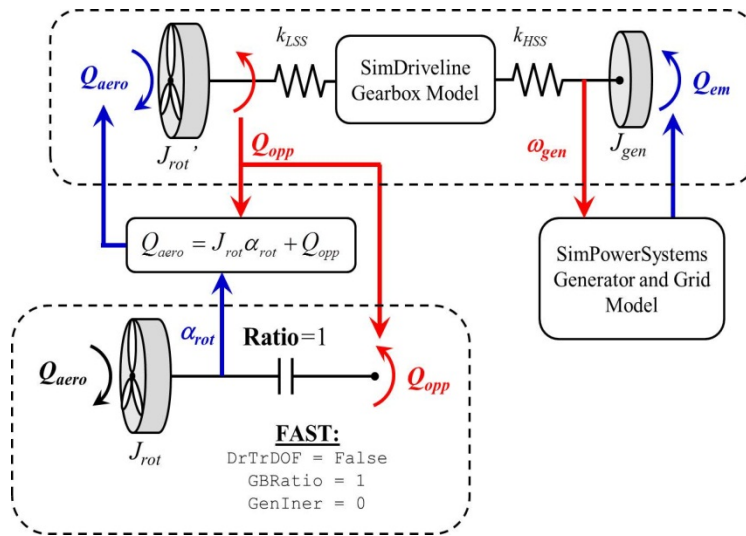 Q_aero
J_rot'
Q_opp
k_LSS
SimDriveline
Gearbox Model
k_HSS
ω_gen
J_gen
Q_em
Q_aero = J_rot α_rot + Q_opp
SimPowerSystems
Generator and Grid
Model
α_rot
Ratio=1
Q_aero
J_rot
Q_opp
FAST:
DrTrDOF = False
GBRatio = 1
GenIner = 0